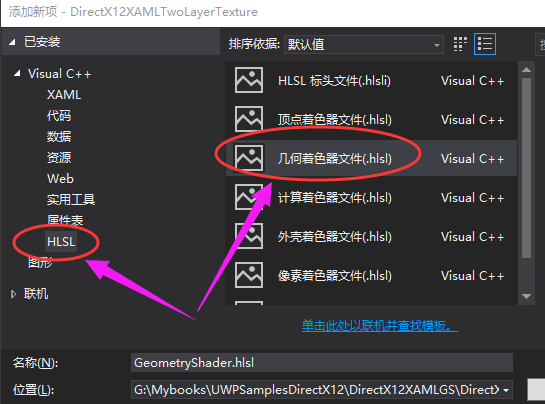 添加新项 - DirectX12XAMLTwoLayerTexture
已安装
排序依据: 默认值
Visual C++
XAML
代码
数据
资源
Web
实用工具
属性表
HLSL
图形
联机
HLSL 标头文件(.hlsli) Visual C++
顶点着色器文件(.hlsl) Visual C++
几何着色器文件(.hlsl) Visual C++
计算着色器文件(.hlsl) Visual C++
外壳着色器文件(.hlsl) Visual C++
像素着色器文件(.hlsl) Visual C++
单击此处以联机并查找模板。
名称(N): GeometryShader.hlsl
位置(L): G:\Mybooks\UWPSamplesDirectX12\DirectX12XAMLGS\DirectX